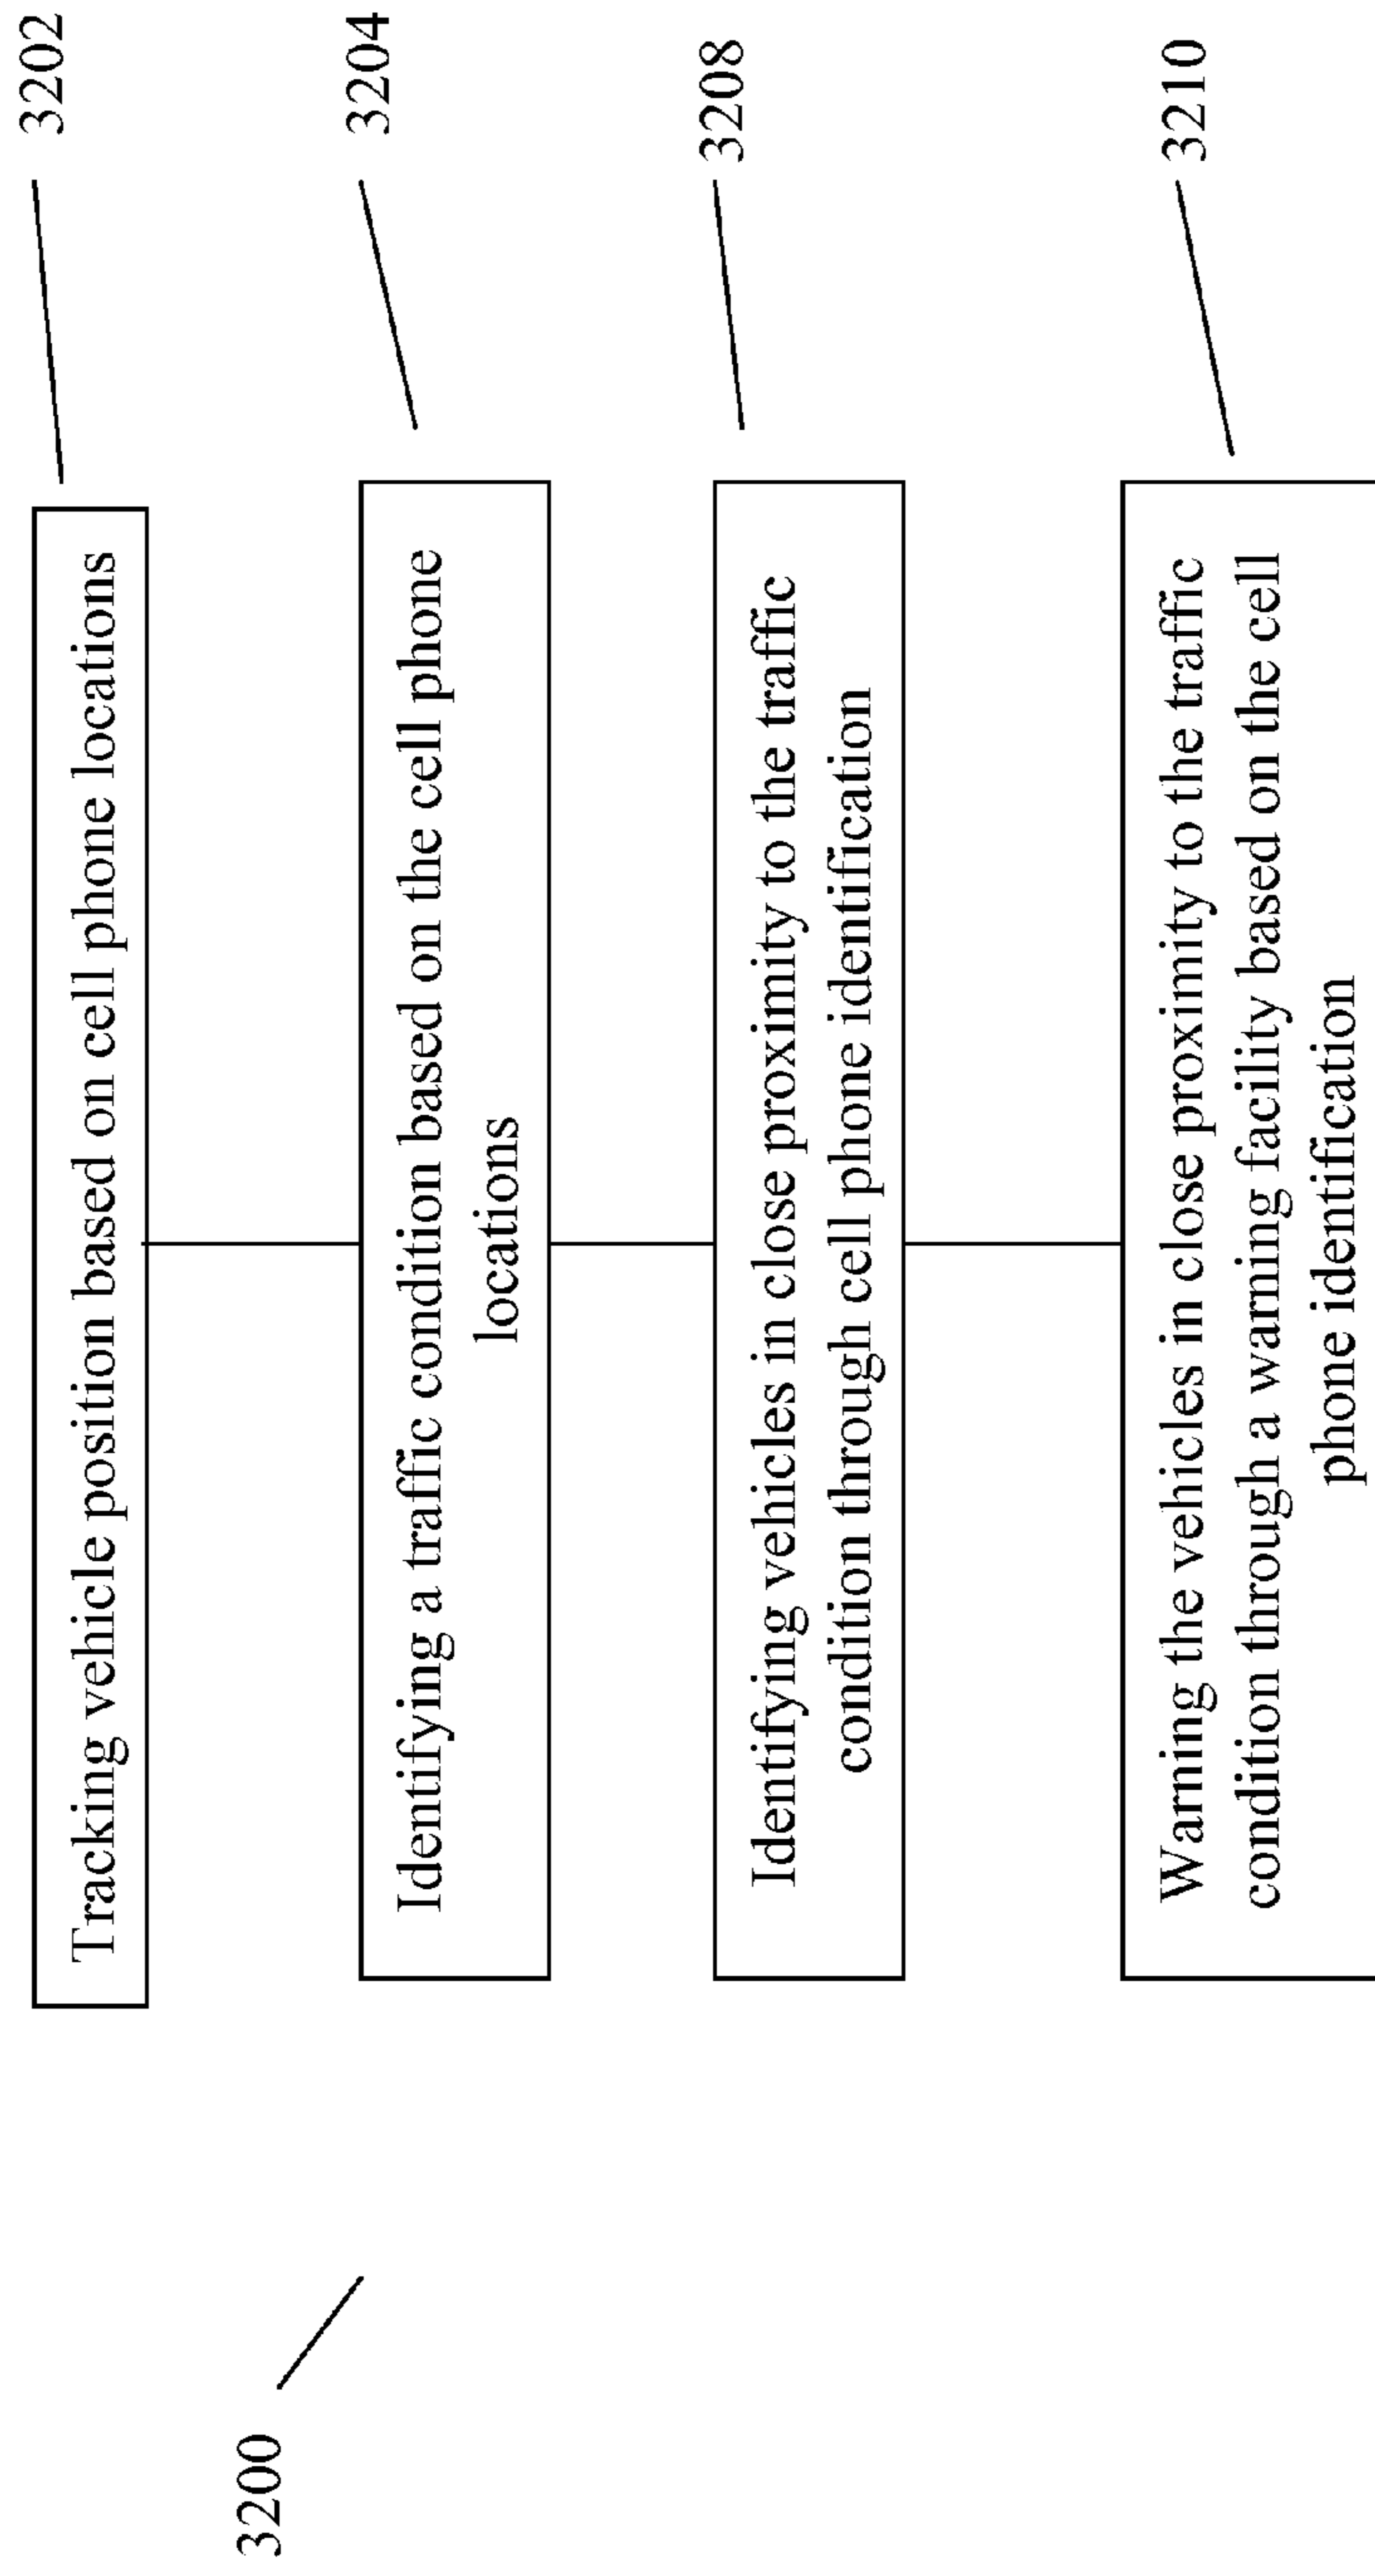 3200
3202
Tracking vehicle position based on cell phone locations
3204
Identifying a traffic condition based on the cell phone
locations
3208
Identifying vehicles in close proximity to the traffic
condition through cell phone identification
3210
Warning the vehicles in close proximity to the traffic
condition through a warning facility based on the cell
phone identification